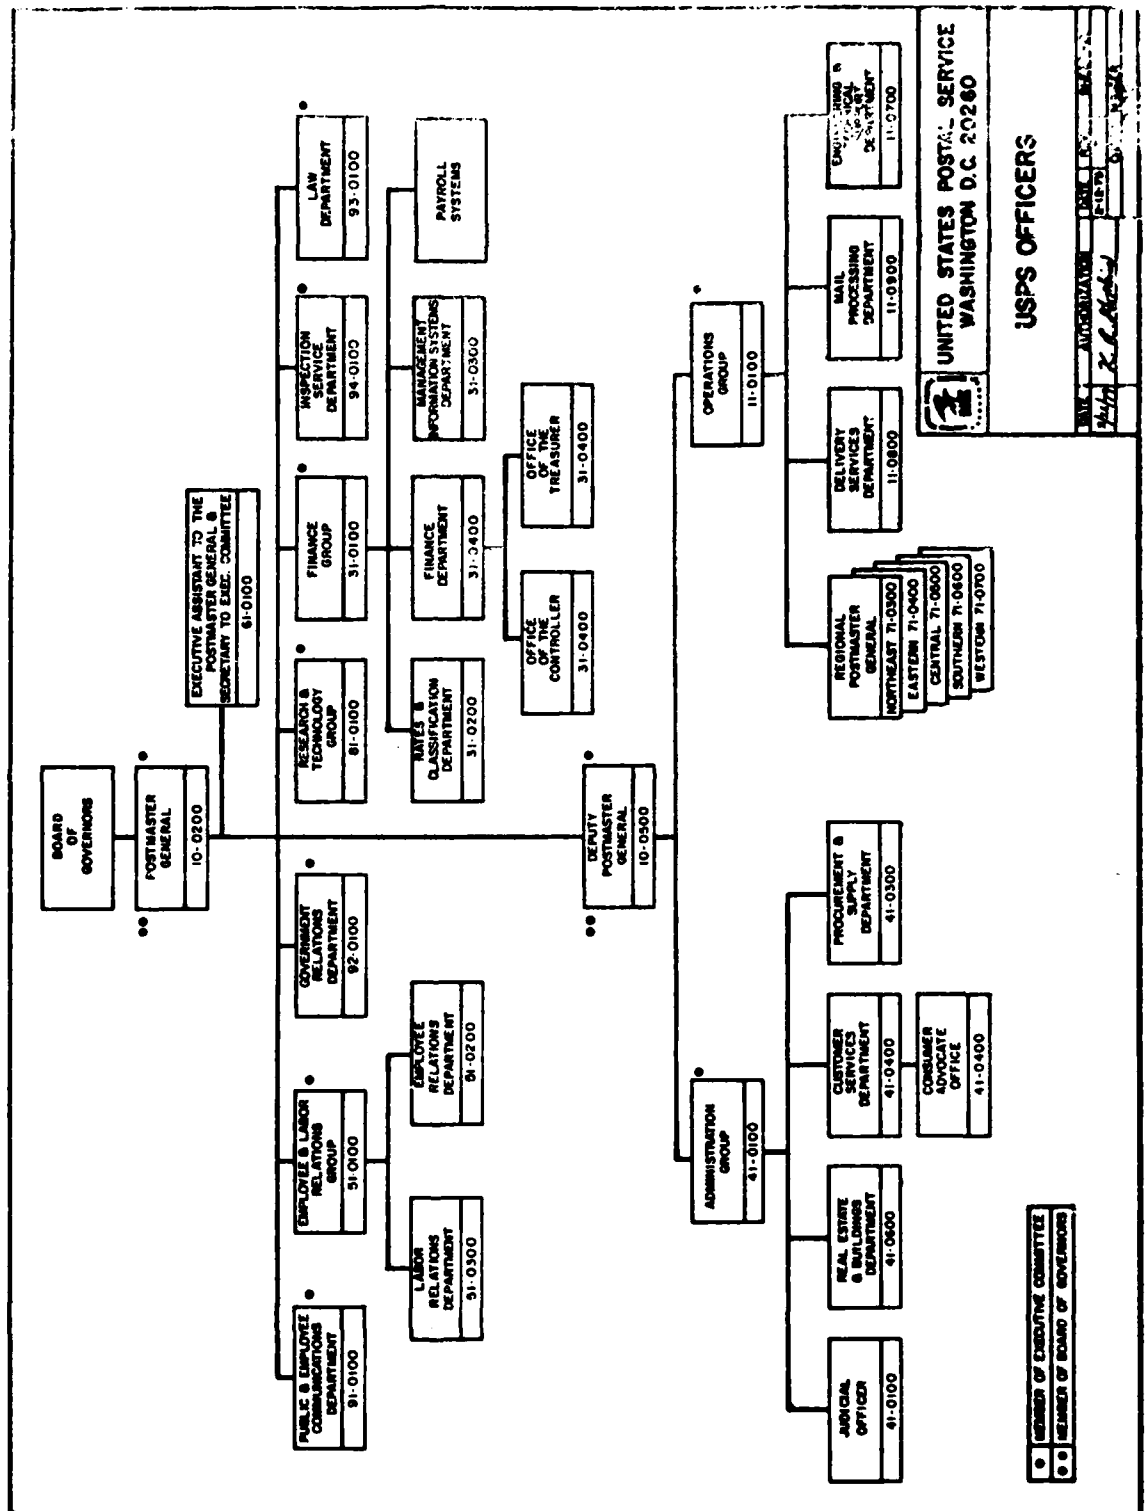 BOARD
OF
GOVERNORS
POSTMASTER
GENERAL
10-0200
EXECUTIVE ASSISTANT TO THE
POSTMASTER GENERAL &
SECRETARY TO EXEC. COMMITTEE
61-0100
PUBLIC & EMPLOYEE
COMMUNICATIONS
DEPARTMENT
91-0100
EMPLOYEE & LABOR
RELATIONS
GROUP
51-0100
GOVERNMENT
RELATIONS
DEPARTMENT
92-0100
RESEARCH &
TECHNOLOGY
GROUP
81-0100
FINANCE
GROUP
31-0100
INSPECTION
SERVICE
DEPARTMENT
94-0100
LAW
DEPARTMENT
93-0100
LABOR
RELATIONS
DEPARTMENT
51-0300
EMPLOYEE
RELATIONS
DEPARTMENT
51-0200
RATES &
CLASSIFICATION
DEPARTMENT
31-0200
FINANCE
DEPARTMENT
31-0400
MANAGEMENT
INFORMATION SYSTEMS
DEPARTMENT
31-0300
PAYROLL
SYSTEMS
OFFICE
OF THE
CONTROLLER
31-0400
OFFICE
OF THE
TREASURER
31-0400
DEPUTY
POSTMASTER
GENERAL
10-0300
ADMINISTRATION
GROUP
41-0100
OPERATIONS
GROUP
11-0100
JUDICIAL
OFFICER
41-0100
REAL ESTATE
& BUILDINGS
DEPARTMENT
41-0600
CUSTOMER
SERVICES
DEPARTMENT
41-0400
PROCUREMENT &
SUPPLY
DEPARTMENT
41-0300
REGIONAL
POSTMASTER
GENERAL
NORTHEAST 71-0300
EASTERN 71-0400
CENTRAL 71-0500
SOUTHERN 71-0600
WESTERN 71-0700
DELIVERY
SERVICES
DEPARTMENT
11-0800
MAIL
PROCESSING
DEPARTMENT
11-0900
ENGINEERING &
DEPARTMENT
11-0700
CONSUMER
ADVOCATE
OFFICE
41-0400
● MEMBER OF EXECUTIVE COMMITTEE
●● MEMBER OF BOARD OF GOVERNORS
UNITED STATES POSTAL SERVICE
WASHINGTON D.C. 20260
USPS OFFICERS
DATE AUTHORIZATION DATE